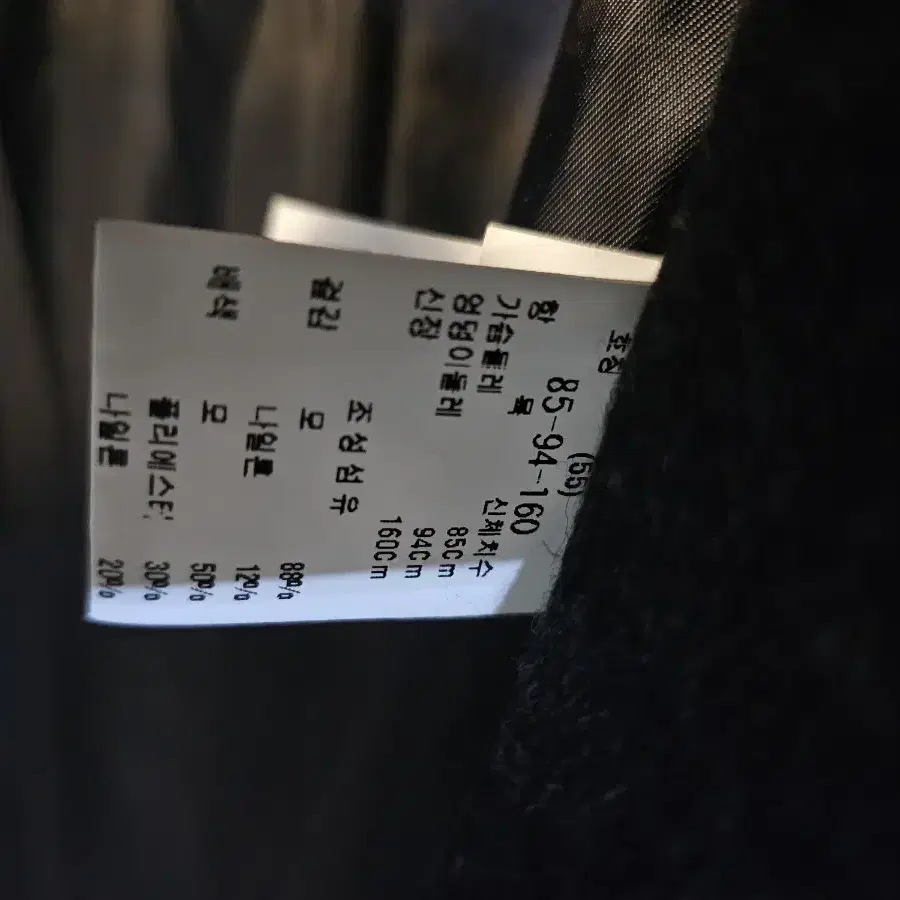 호칭
85-94-160
(55)
항 목 신체치수
가슴둘레 85Cm
엉덩이둘레 94Cm
신장 160Cm
조성섬유
겉감 모 88%
나일론 12%
배색 모 50%
폴리에스터 30%
나일론 20%